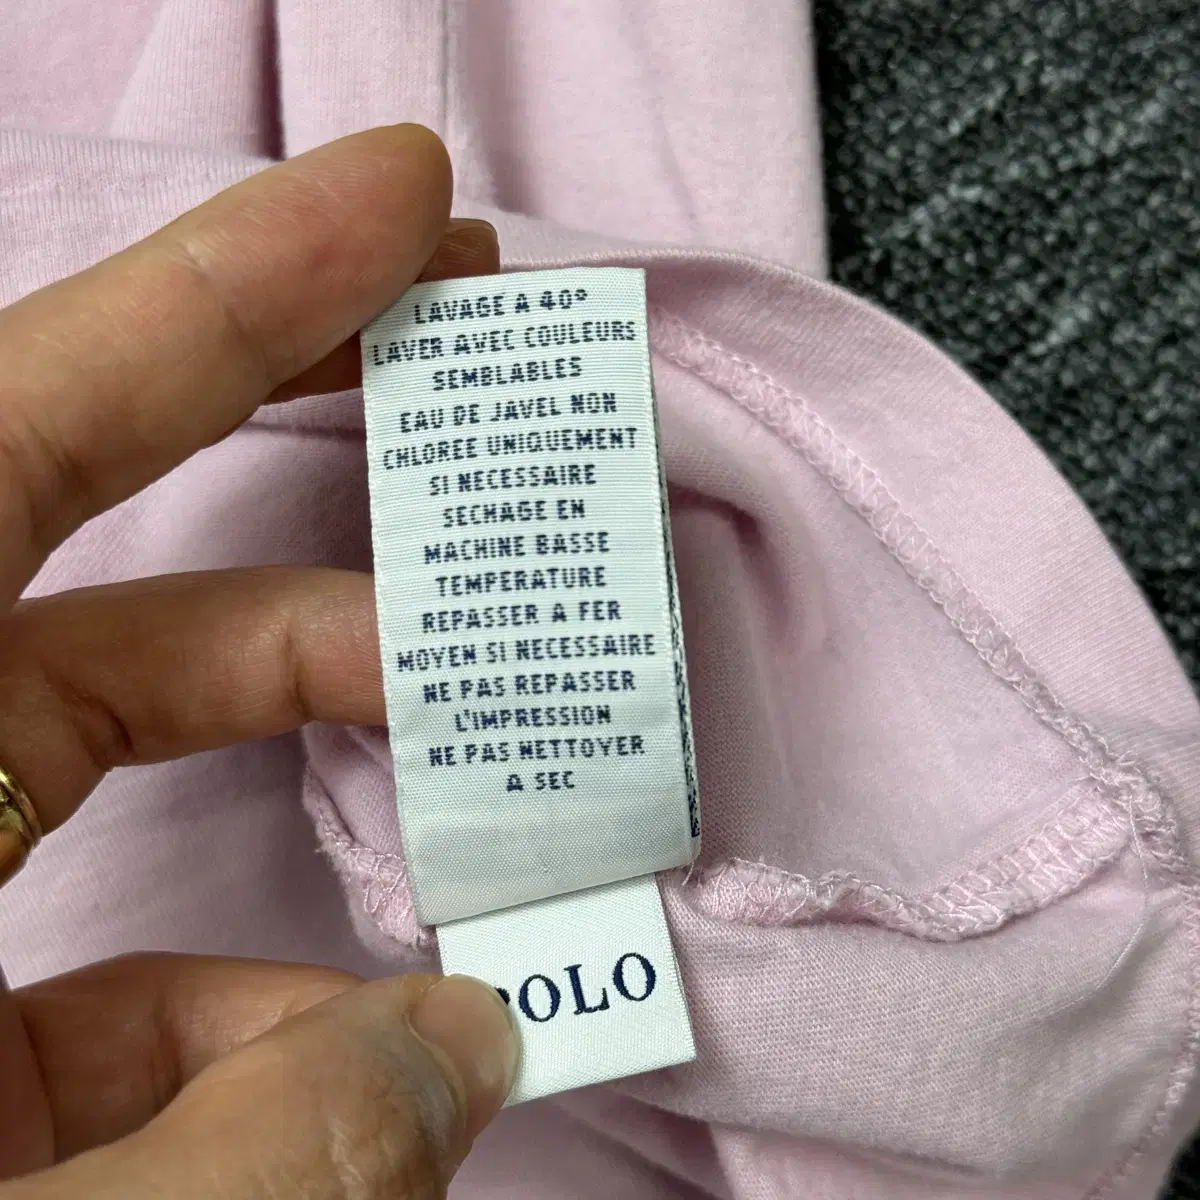 LAVAGE A 40°
LAVER AVEC COULEURS
SEMBLABLES
EAU DE JAVEL NON
CHLOREE UNIQUEMENT
SI NECESSAIRE
SECHAGE EN
MACHINE BASSE
TEMPERATURE
REPASSER A FER
MOYEN SI NECESSAIRE
NE PAS REPASSER
L'IMPRESSION
NE PAS NETTOYER
A SEC
POLO